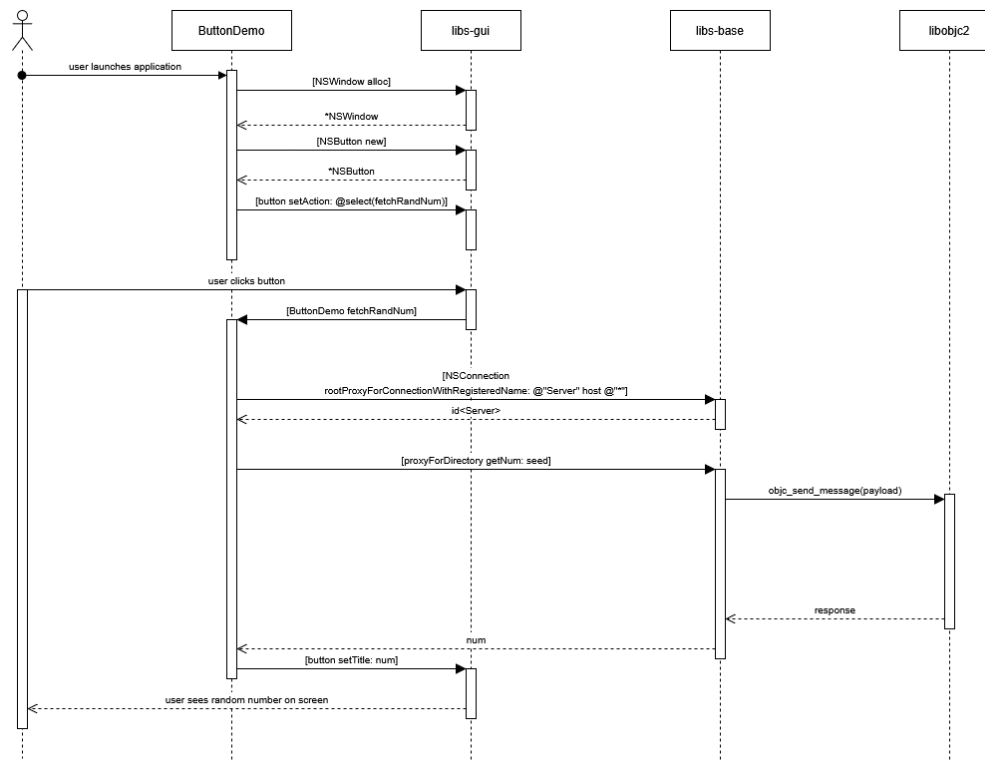 ButtonDemo
libs-gui
libs-base
libobjc2
user launches application
[NSWindow alloc]
*NSWindow
[NSButton new]
*NSButton
[button setAction: @select(fetchRandNum)]
user clicks button
[ButtonDemo fetchRandNum]
[NSConnection
rootProxyForConnectionWithRegisteredName: @"Server" host @"*"]
id<Server>
[proxyForDirectory getNum: seed]
objc_send_message(payload)
response
num
[button setTitle: num]
user sees random number on screen